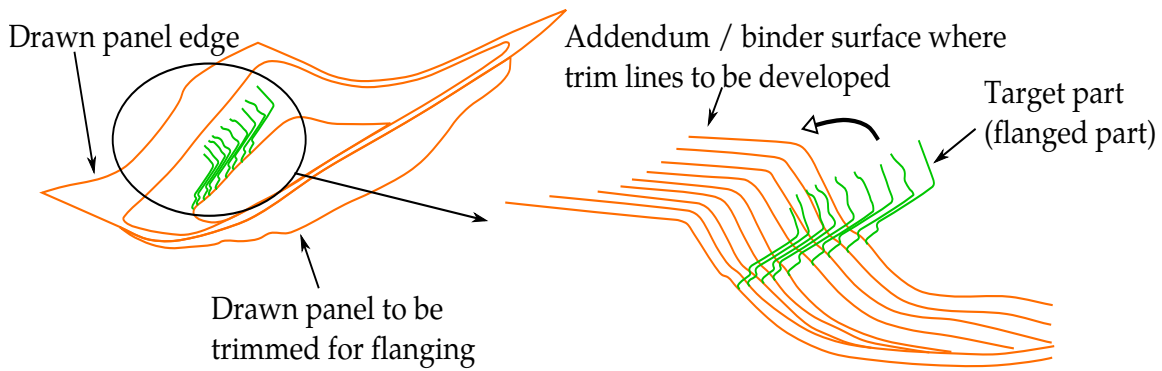 Drawn panel edge
Addendum / binder surface where
trim lines to be developed
Target part
(flanged part)
Drawn panel to be
trimmed for flanging